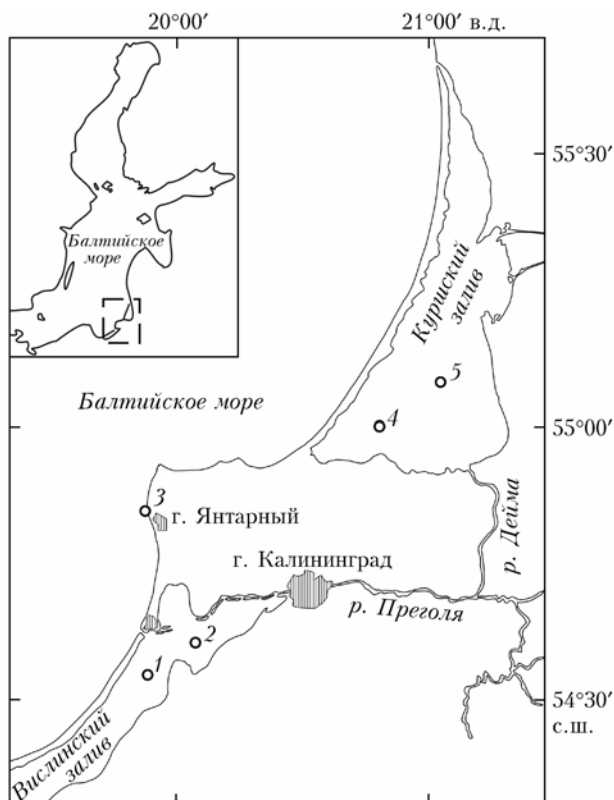 20°00′
21°00′ в.д.
55°30′
Балтийское
море
Куршский
залив
5
Балтийское море
4
55°00′
3
г. Янтарный
р. Дейма
г. Калининград
р. Преголя
2
1
54°30′
с.ш.
Вислинский
залив